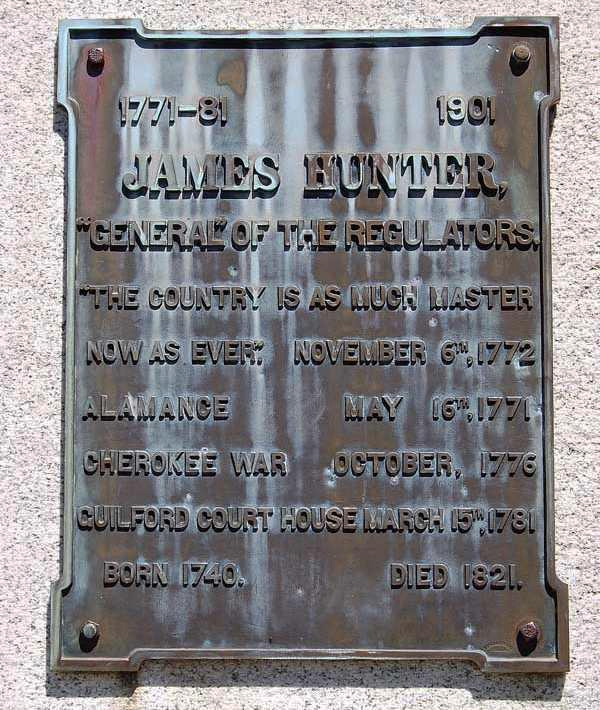 1771-81 1901
JAMES HUNTER,
"GENERAL" OF THE REGULATORS.
"THE COUNTRY IS AS MUCH MASTER
NOW AS EVER". NOVEMBER 6TH, 1772
ALAMANCE MAY 16TH, 1771
CHEROKEE WAR OCTOBER, 1776
GUILFORD COURT HOUSE MARCH 15TH, 1781
BORN 1740. DIED 1821.